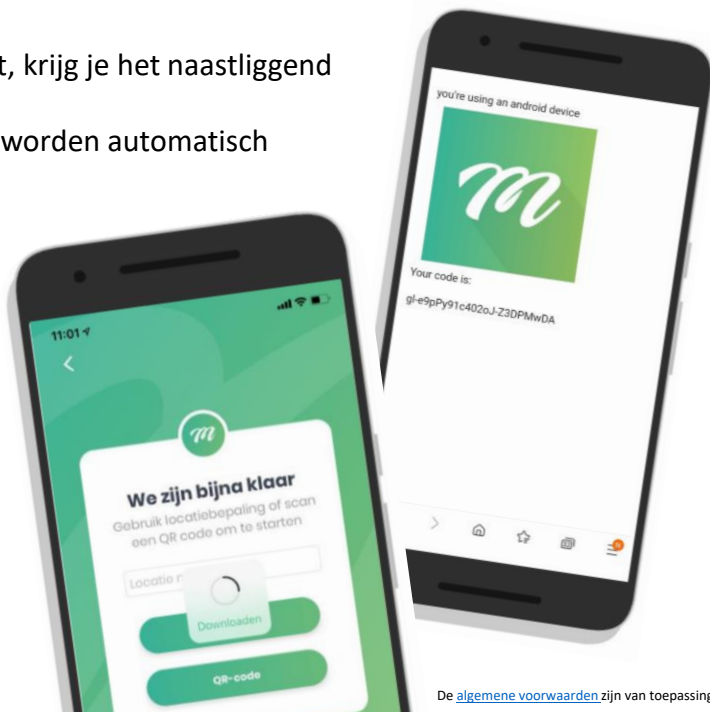 t, krijg je het naastliggend
worden automatisch
you're using an android device
m
Your code is:
gl-e9pPy91c402oJ-Z3DPMwDA
11:01
m
We zijn bijna klaar
Gebruik locatiebepaling of scan
een QR code om te starten
Locatie
Downloaden
QR-code
De algemene voorwaarden zijn van toepassing